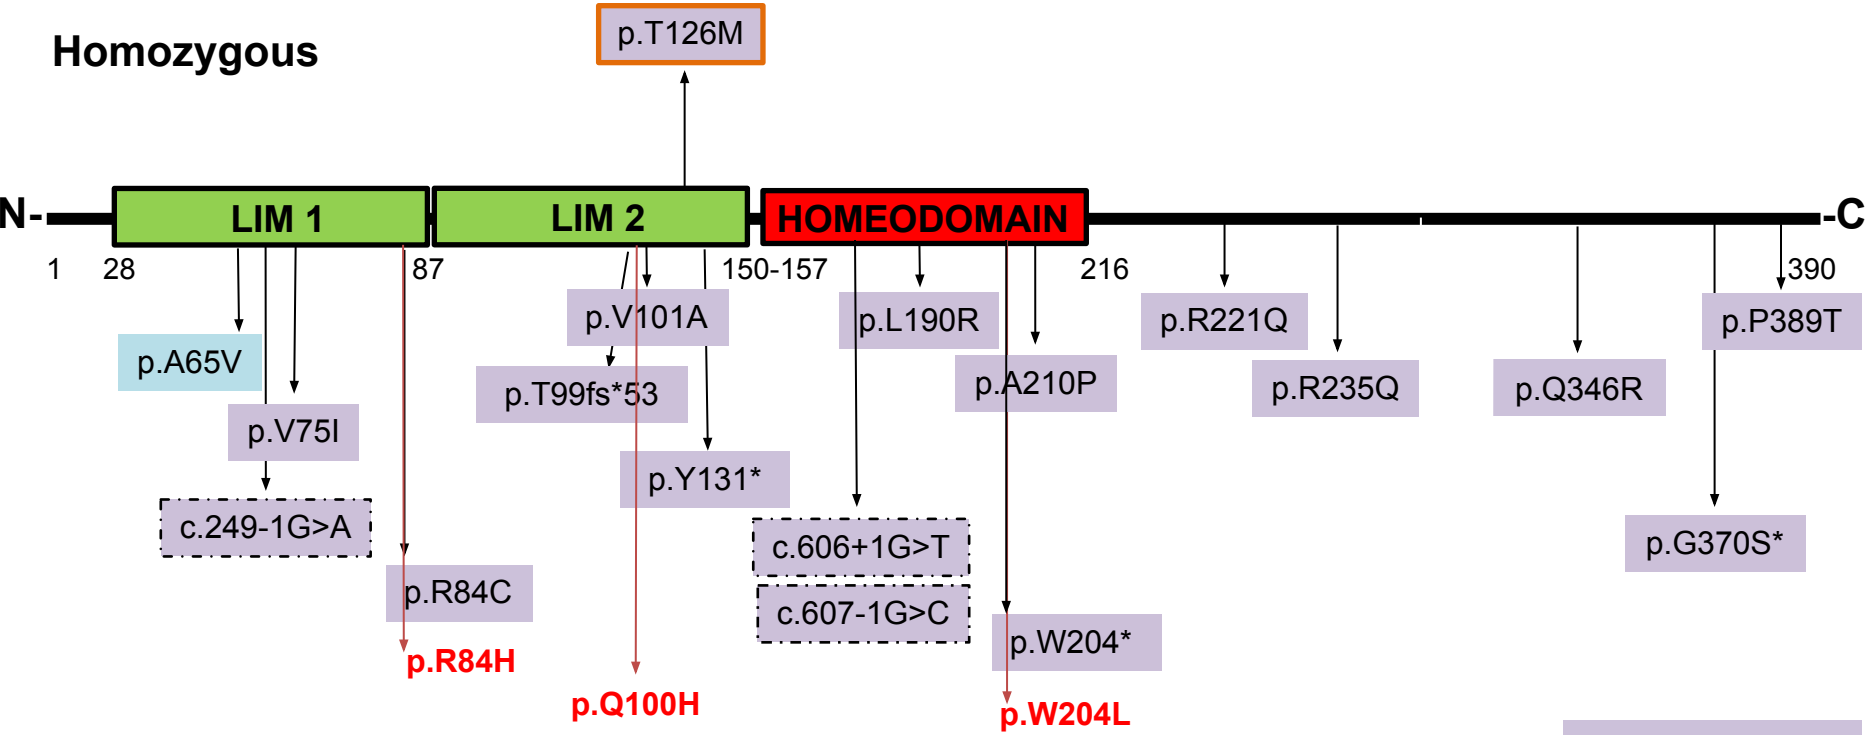 p.T126M
Homozygous
N- LIM 1 LIM 2 HOMEODOMAIN -C
1 28 87 150-157 216 390
p.V101A p.L190R p.R221Q p.P389T
p.A65V p.T99fs*53 p.A210P p.R235Q p.Q346R
p.V75I p.Y131*
c.249-1G>A c.606+1G>T p.G370S*
p.R84C c.607-1G>C p.W204*
p.R84H
p.Q100H p.W204L